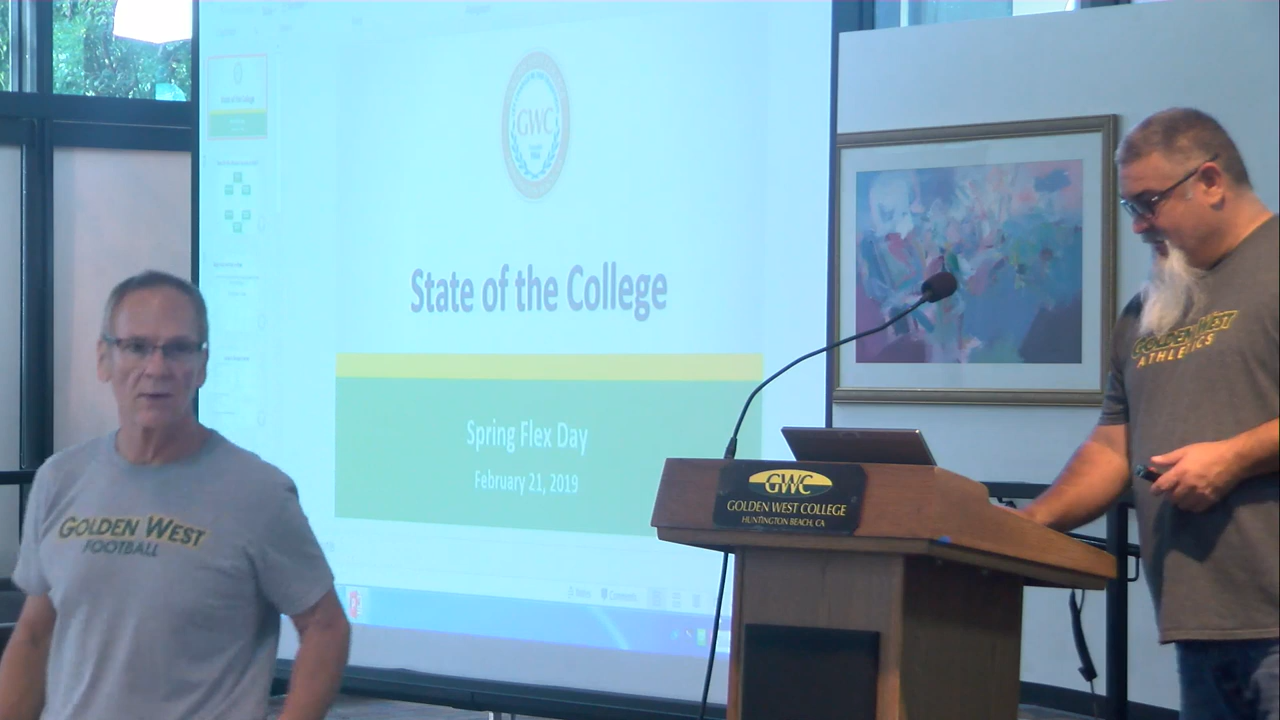 GWC
State of the College
Spring Flex Day
February 21, 2019
GOLDEN WEST
FOOTBALL
GWC
GOLDEN WEST COLLEGE
HUNTINGTON BEACH, CA
GOLDEN WEST
ATHLETICS